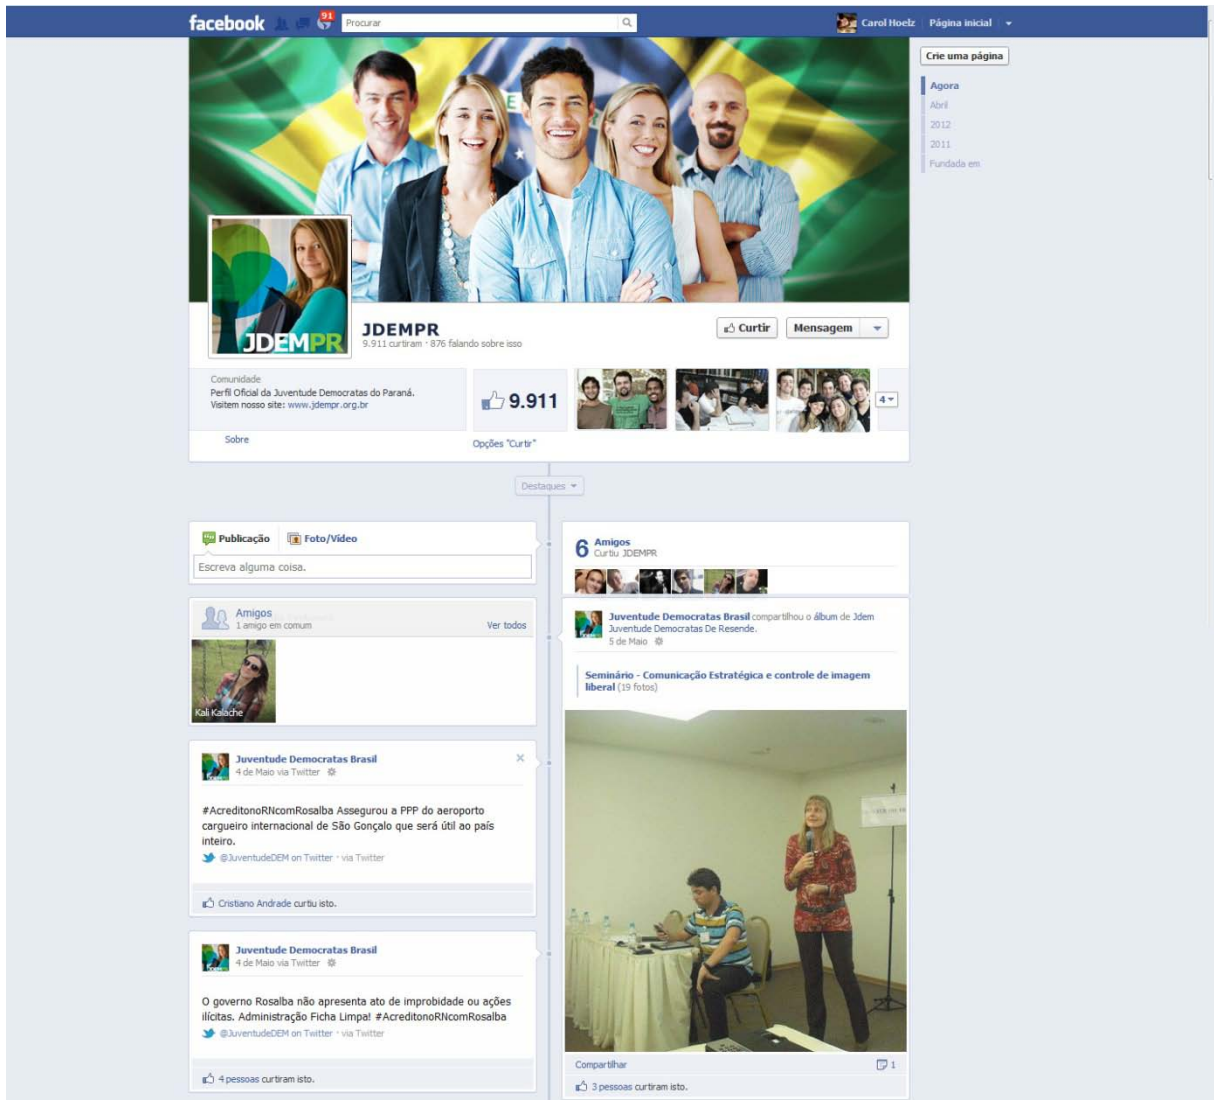 facebook
91
Procurar
Carol Hoelz
Página inicial
Crie uma página
Agora
Abril
2012
2011
Fundada em
JDEMPR
JDEMPR
9.911 curtiram · 876 falando sobre isso
Curtir
Mensagem
Comunidade
Perfil Oficial da Juventude Democratas do Paraná.
Visitem nosso site: www.jdempr.org.br
Sobre
9.911
Opções "Curtir"
4
Destaques
Publicação
Foto/Vídeo
Escreva alguma coisa.
Amigos
1 amigo em comum
Ver todos
Kali Kalache
Juventude Democratas Brasil
4 de Maio via Twitter
#AcreditonoRNcomRosalba Assegurou a PPP do aeroporto
cargueiro internacional de São Gonçalo que será útil ao país
inteiro.
@JuventudeDEM on Twitter · via Twitter
Cristiano Andrade curtiu isto.
Juventude Democratas Brasil
4 de Maio via Twitter
O governo Rosalba não apresenta ato de improbidade ou ações
ilícitas. Administração Ficha Limpa! #AcreditonoRNcomRosalba
@JuventudeDEM on Twitter · via Twitter
4 pessoas curtiram isto.
6 Amigos
Curtiu JDEMPR
Juventude Democratas Brasil compartilhou o álbum de Jdem
Juventude Democratas De Resende.
5 de Maio
Seminário - Comunicação Estratégica e controle de imagem
liberal (19 fotos)
Compartilhar
1
3 pessoas curtiram isto.